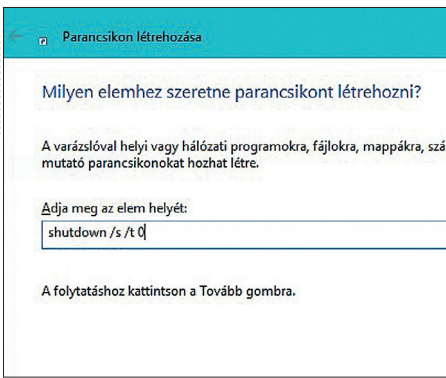 Parancsikon létrehozása
Milyen elemhez szeretne parancsikont létrehozni?
A varázslóval helyi vagy hálózati programokra, fájlokra, mappákra, szá
mutató parancsikonokat hozhat létre.
Adja meg az elem helyét:
shutdown /s /t 0
A folytatáshoz kattintson a Tovább gombra.